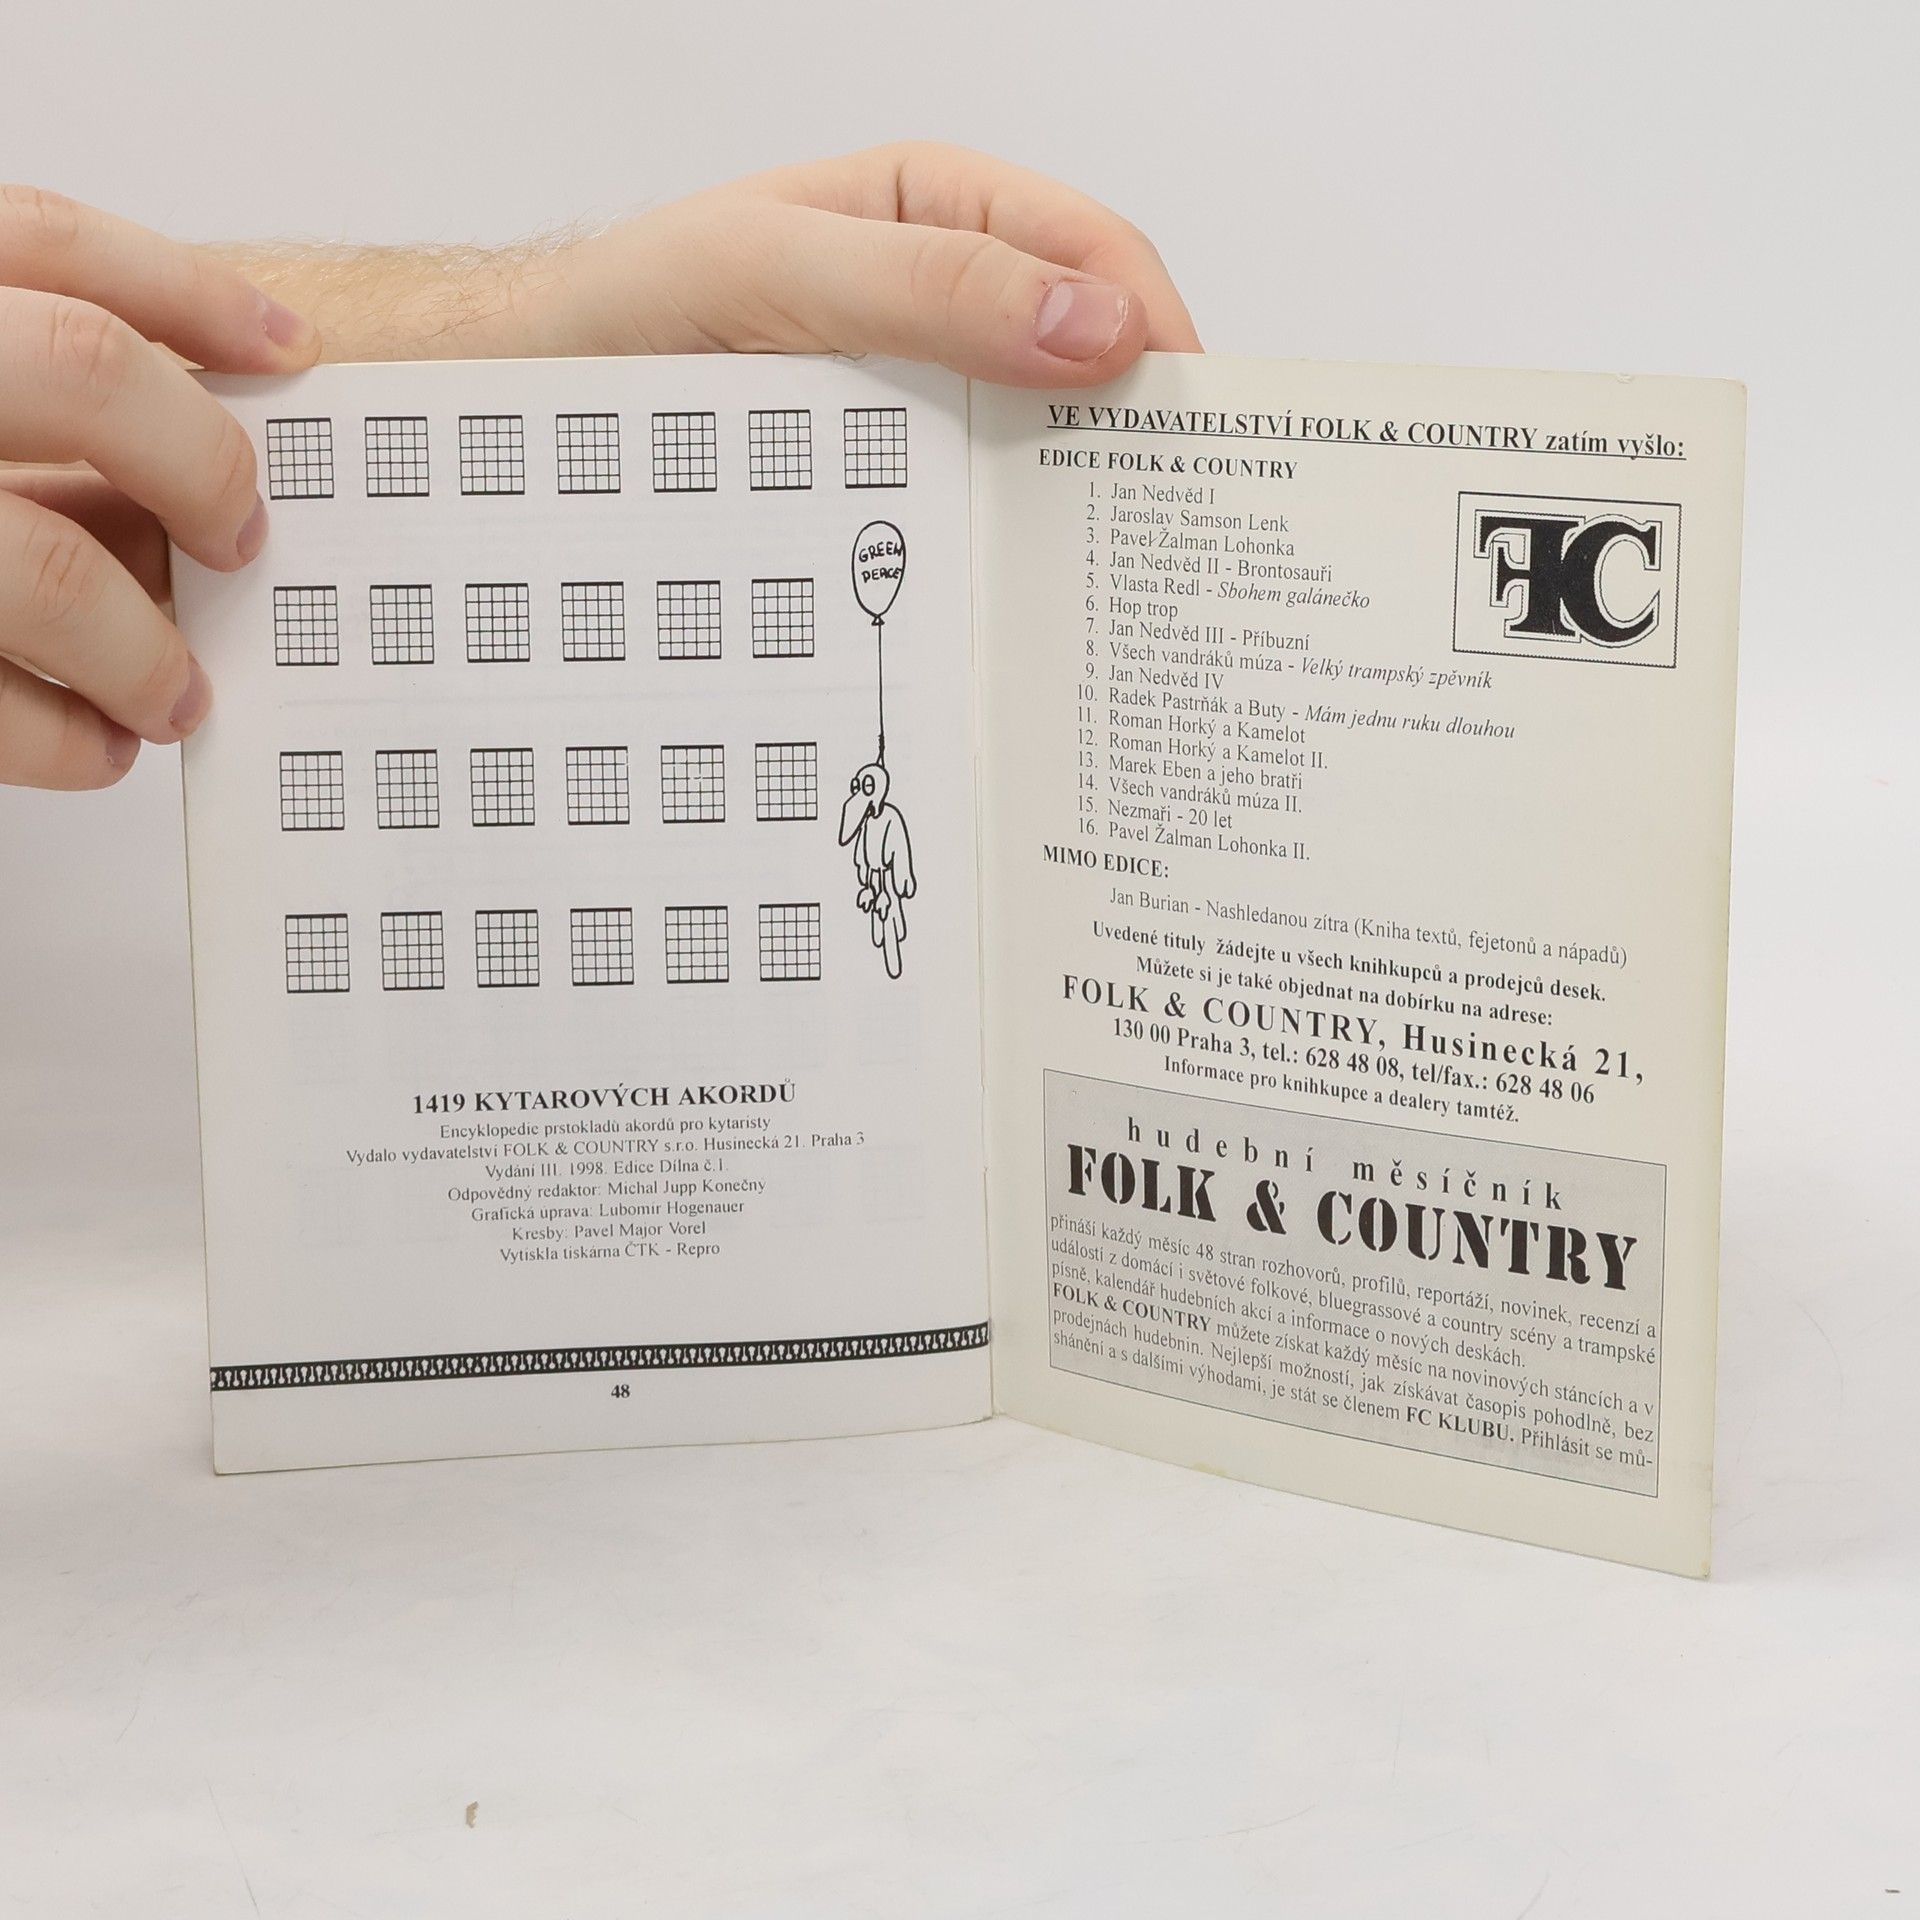 GREEN
PEACE
1419 KYTAROVÝCH AKORDŮ
Encyklopedie prstokladů akordů pro kytaristy
Vydalo vydavatelství FOLK & COUNTRY s.r.o. Husinecká 21. Praha 3
Vydání III. 1998. Edice Dílna č.1.
Odpovědný redaktor: Michal Jupp Konečný
Grafická úprava: Lubomír Hogenauer
Kresby: Pavel Major Vorel
Vytiskla tiskárna ČTK - Repro
48
VE VYDAVATELSTVÍ FOLK & COUNTRY zatím vyšlo:
EDICE FOLK & COUNTRY
1. Jan Nedvěd I
2. Jaroslav Samson Lenk
3. Pavel Žalman Lohonka
4. Jan Nedvěd II - Brontosauři
5. Vlasta Redl - Sbohem galánečko
6. Hop trop
7. Jan Nedvěd III - Příbuzní
8. Všech vandráků múza - Velký trampský zpěvník
9. Jan Nedvěd IV
10. Radek Pastrňák a Buty - Mám jednu ruku dlouhou
11. Roman Horký a Kamelot
12. Roman Horký a Kamelot II.
13. Marek Eben a jeho bratři
14. Všech vandráků múza II.
15. Nezmaři - 20 let
16. Pavel Žalman Lohonka II.
FC
MIMO EDICE:
Jan Burian - Nashledanou zítra (Kniha textů, fejetonů a nápadů)
Uvedené tituly žádejte u všech knihkupců a prodejců desek.
Můžete si je také objednat na dobírku na adrese:
FOLK & COUNTRY, Husinecká 21,
130 00 Praha 3, tel.: 628 48 08, tel/fax.: 628 48 06
Informace pro knihkupce a dealery tamtéž.
hudební měsíčník
FOLK & COUNTRY
přináší každý měsíc 48 stran rozhovorů, profilů, reportáží, novinek, recenzí a
událostí z domácí i světové folkové, bluegrassové a country scény a trampské
písně, kalendář hudebních akcí a informace o nových deskách.
FOLK & COUNTRY můžete získat každý měsíc na novinových stáncích a v
prodejnách hudebnin. Nejlepší možností, jak získávat časopis pohodlně, bez
shánění a s dalšími výhodami, je stát se členem FC KLUBU. Přihlásit se mů-